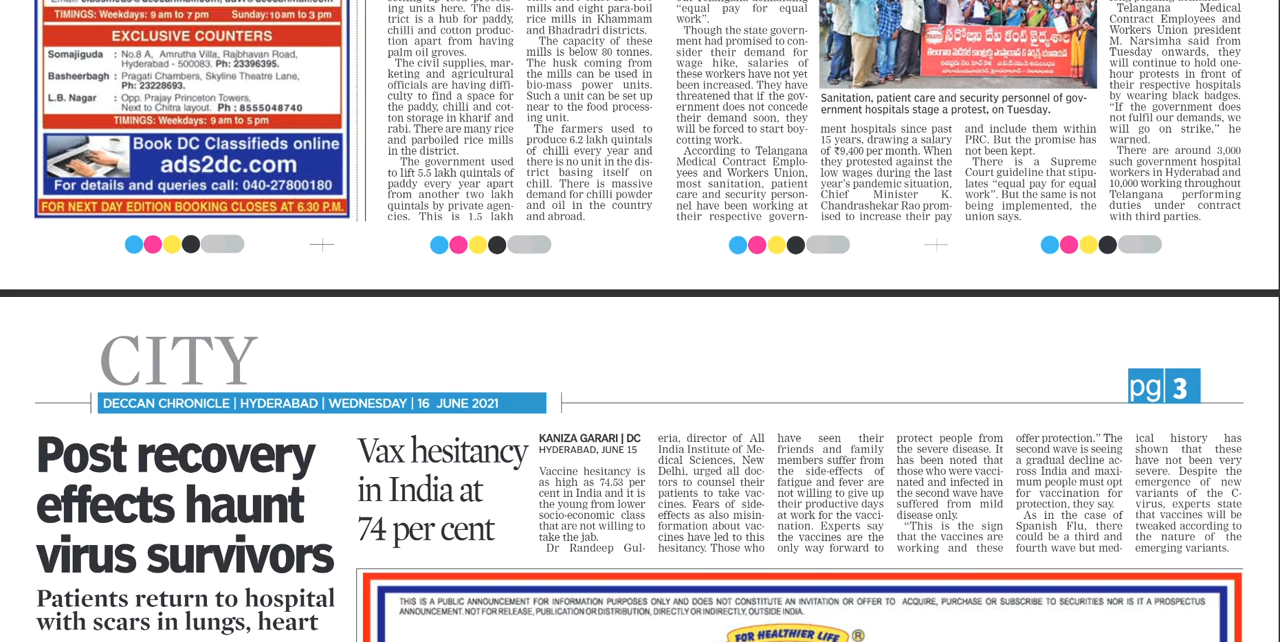 TIMINGS: Weekdays: 9 am to 7 pm Sunday: 10 am to 3 pm
EXCLUSIVE COUNTERS
Somajiguda : No.8 A, Amrutha Villa, Rajbhavan Road,
Hyderabad - 500083. Ph: 23396395.
Basheerbagh : Pragati Chambers, Skyline Theatre Lane,
Ph: 23228693.
L.B. Nagar : Opp. Prajay Princeton Towers,
Next to Chitra layout. Ph : 8555048740
TIMINGS: Weekdays: 9 am to 5 pm
Book DC Classifieds online
ads2dc.com
For details and queries call: 040-27800180
FOR NEXT DAY EDITION BOOKING CLOSES AT 6.30 P.M.
ing units here. The dis-
trict is a hub for paddy,
chilli and cotton produc-
tion apart from having
palm oil groves.
The civil supplies, mar-
keting and agricultural
officials are having diffi-
culty to find a space for
the paddy, chilli and cot-
ton storage in kharif and
rabi. There are many rice
and parboiled rice mills
in the district.
The government used
to lift 5.5 lakh quintals of
paddy every year apart
from another two lakh
quintals by private agen-
cies. This is 1.5 lakh
mills and eight para-boil
rice mills in Khammam
and Bhadradri districts.
The capacity of these
mills is below 80 tonnes.
The husk coming from
the mills can be used in
bio-mass power units.
Such a unit can be set up
near to the food process-
ing unit.
The farmers used to
produce 6.2 lakh quintals
of chilli every year and
there is no unit in the dis-
trict basing itself on
chill. There is massive
demand for chilli powder
and oil in the country
and abroad.
"equal pay for equal
work".
Though the state govern-
ment had promised to con-
sider their demand for
wage hike, salaries of
these workers have not yet
been increased. They have
threatened that if the gov-
ernment does not concede
their demand soon, they
will be forced to start boy-
cotting work.
According to Telangana
Medical Contract Emplo-
yees and Workers Union,
most sanitation, patient
care and security person-
nel have been working at
their respective govern-
Sanitation, patient care and security personnel of gov-
ernment hospitals stage a protest, on Tuesday.
ment hospitals since past
15 years, drawing a salary
of ₹9,400 per month. When
they protested against the
low wages during the last
year's pandemic situation,
Chief Minister K.
Chandrashekar Rao prom-
ised to increase their pay
and include them within
PRC. But the promise has
not been kept.
There is a Supreme
Court guideline that stipu-
lates "equal pay for equal
work". But the same is not
being implemented, the
union says.
Telangana Medical
Contract Employees and
Workers Union president
M. Narsimha said from
Tuesday onwards, they
will continue to hold one-
hour protests in front of
their respective hospitals
by wearing black badges.
"If the government does
not fulfil our demands, we
will go on strike," he
warned.
There are around 3,000
such government hospital
workers in Hyderabad and
10,000 working throughout
Telangana performing
duties under contract
with third parties.
CITY
DECCAN CHRONICLE | HYDERABAD | WEDNESDAY | 16 JUNE 2021
pg 3
Post recovery
effects haunt
virus survivors
Patients return to hospital
with scars in lungs, heart
Vax hesitancy
in India at
74 per cent
KANIZA GARARI | DC
HYDERABAD, JUNE 15
Vaccine hesitancy is
as high as 74.53 per
cent in India and it is
the young from lower
socio-economic class
that are not willing to
take the jab.
Dr Randeep Gul-
eria, director of All
India Institute of Me-
dical Sciences, New
Delhi, urged all doc-
tors to counsel their
patients to take vac-
cines. Fears of side-
effects as also misin-
formation about vac-
cines have led to this
hesitancy. Those who
have seen their
friends and family
members suffer from
the side-effects of
fatigue and fever are
not willing to give up
their productive days
at work for the vacci-
nation. Experts say
the vaccines are the
only way forward to
protect people from
the severe disease. It
has been noted that
those who were vacci-
nated and infected in
the second wave have
suffered from mild
disease only.
"This is the sign
that the vaccines are
working and these
offer protection." The
second wave is seeing
a gradual decline acr-
oss India and maxi-
mum people must opt
for vaccination for
protection, they say.
As in the case of
Spanish Flu, there
could be a third and
fourth wave but med-
ical history has
shown that these
have not been very
severe. Despite the
emergence of new
variants of the C-
virus, experts state
that vaccines will be
tweaked according to
the nature of the
emerging variants.
THIS IS A PUBLIC ANNOUNCEMENT FOR INFORMATION PURPOSES ONLY AND DOES NOT CONSTITUTE AN INVITATION OR OFFER TO ACQUIRE, PURCHASE OR SUBSCRIBE TO SECURITIES NOR IS IT A PROSPECTUS
ANNOUNCEMENT. NOT FOR RELEASE, PUBLICATION OR DISTRIBUTION, DIRECTLY OR INDIRECTLY, OUTSIDE INDIA.
FOR HEALTHIER LIFE ®